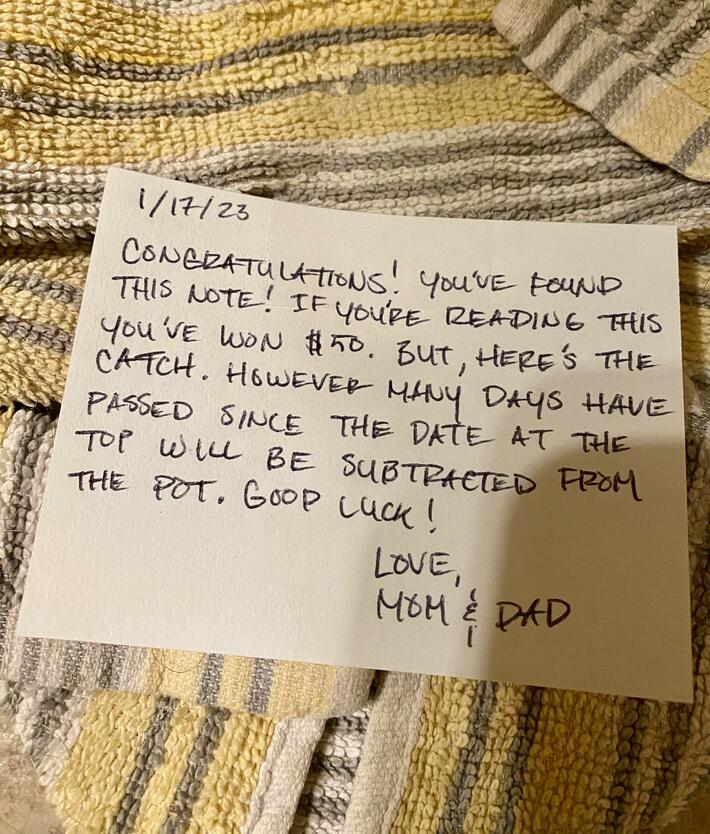 1/17/23
CONGRATULATIONS! YOU'VE FOUND
THIS NOTE! IF YOU'RE READING THIS
YOU'VE WON $50. BUT, HERE'S THE
CATCH. HOWEVER MANY DAYS HAVE
PASSED SINCE THE DATE AT THE
TOP WILL BE SUBTRACTED FROM
THE POT. GOOD LUCK!
LOVE,
MOM & DAD